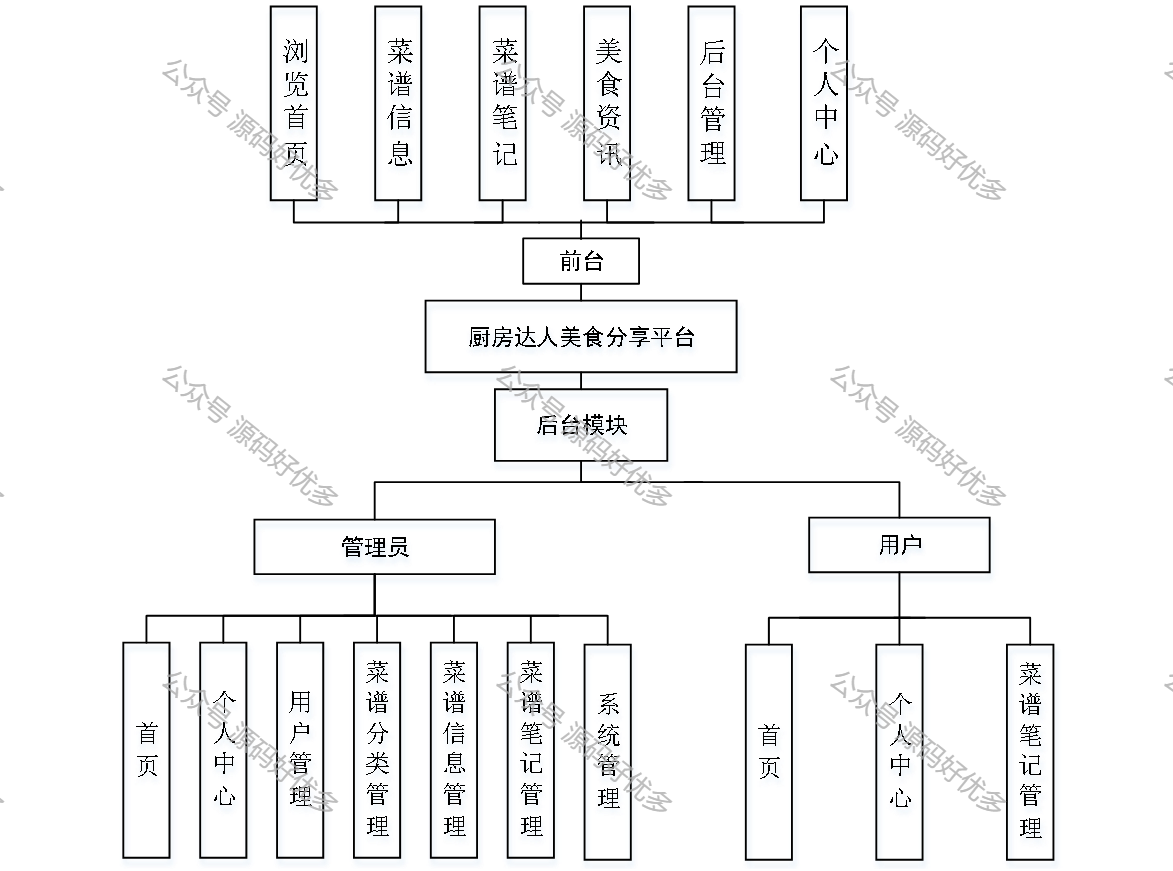 浏览首页
菜谱信息
菜谱笔记
美食资讯
后台管理
个人中心
前台
厨房达人美食分享平台
后台模块
管理员
用户
首页
个人中心
用户管理
菜谱分类管理
菜谱信息管理
菜谱笔记管理
系统管理
首页
个人中心
菜谱笔记管理
公众号 源码好优多
公众号 源码好优多
公众号 源码好优多
公众号 源码好优多
公众号 源码好优多
公众号 源码好优多
公众号 源码好优多
公众号 源码好优多
公众号 源码好优多